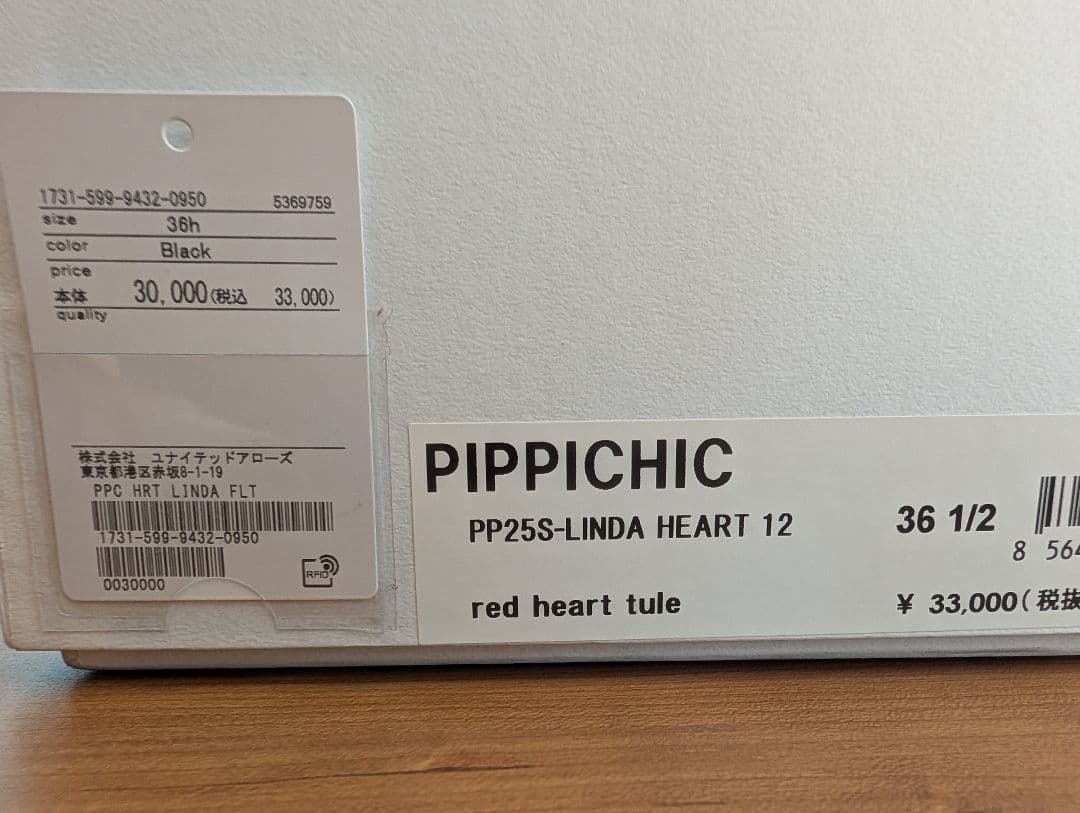 1731-599-9432-0950 5369759
size 36h
color Black
price
本体 30,000(税込 33,000)
quality
株式会社 ユナイテッドアローズ
東京都港区赤坂8-1-19
PPC HRT LINDA FLT
1731-599-9432-0950
0030000
RFID
PIPPICHIC
PP25S-LINDA HEART 12 36 1/2
8 564
red heart tule ¥ 33,000(税抜